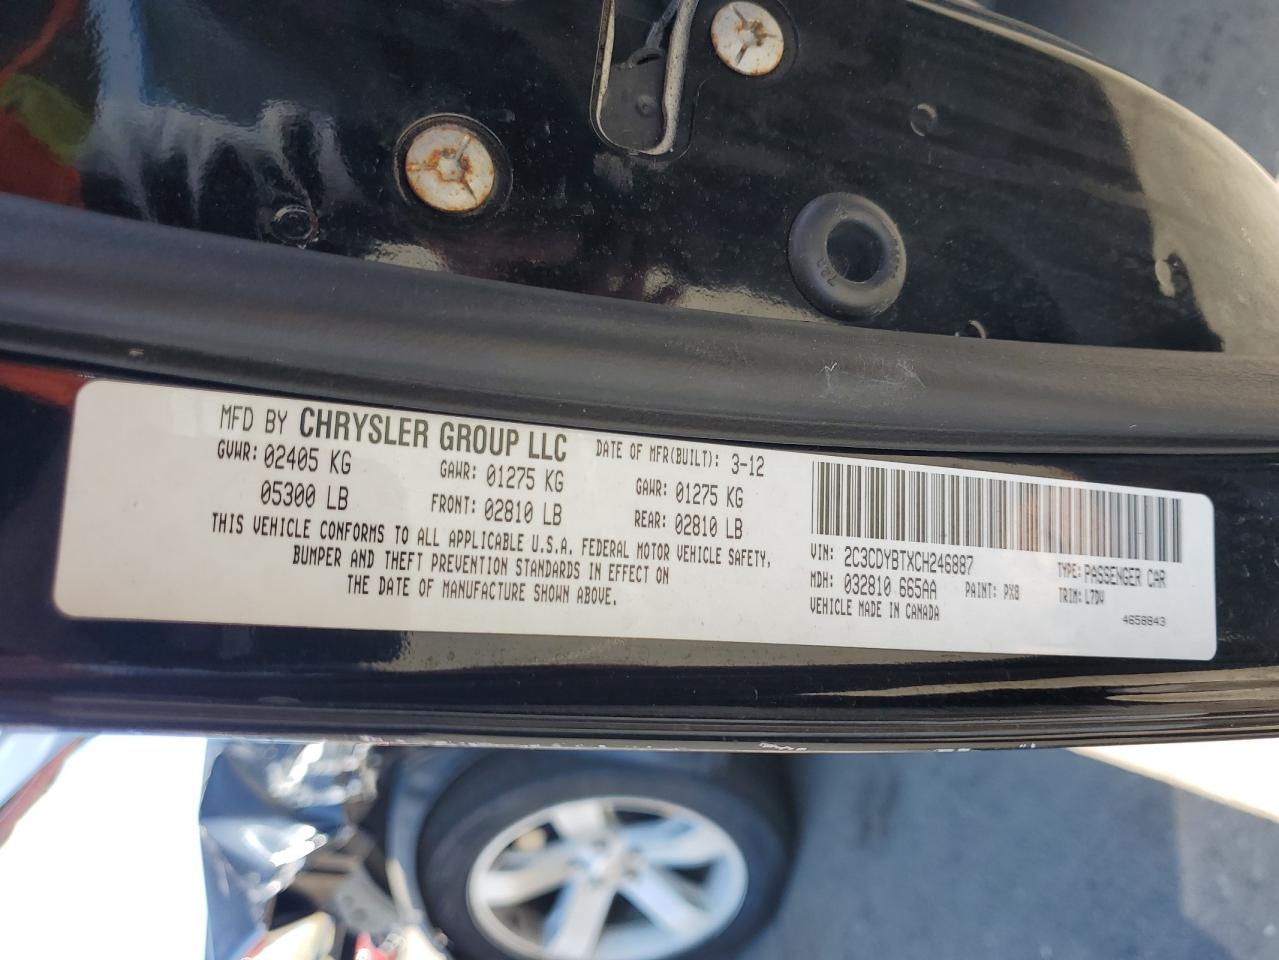 MFD BY CHRYSLER GROUP LLC DATE OF MFR(BUILT): 3-12
GVWR: 02405 KG GAWR: 01275 KG GAWR: 01275 KG
05300 LB FRONT: 02810 LB REAR: 02810 LB
THIS VEHICLE CONFORMS TO ALL APPLICABLE U.S.A. FEDERAL MOTOR VEHICLE SAFETY,
BUMPER AND THEFT PREVENTION STANDARDS IN EFFECT ON
THE DATE OF MANUFACTURE SHOWN ABOVE.
VIN: 2C3CDYBTXCH246887 TYPE: PASSENGER CAR
MDH: 032810 665AA PAINT: PX8 TRIM: L7DV
VEHICLE MADE IN CANADA 4658843